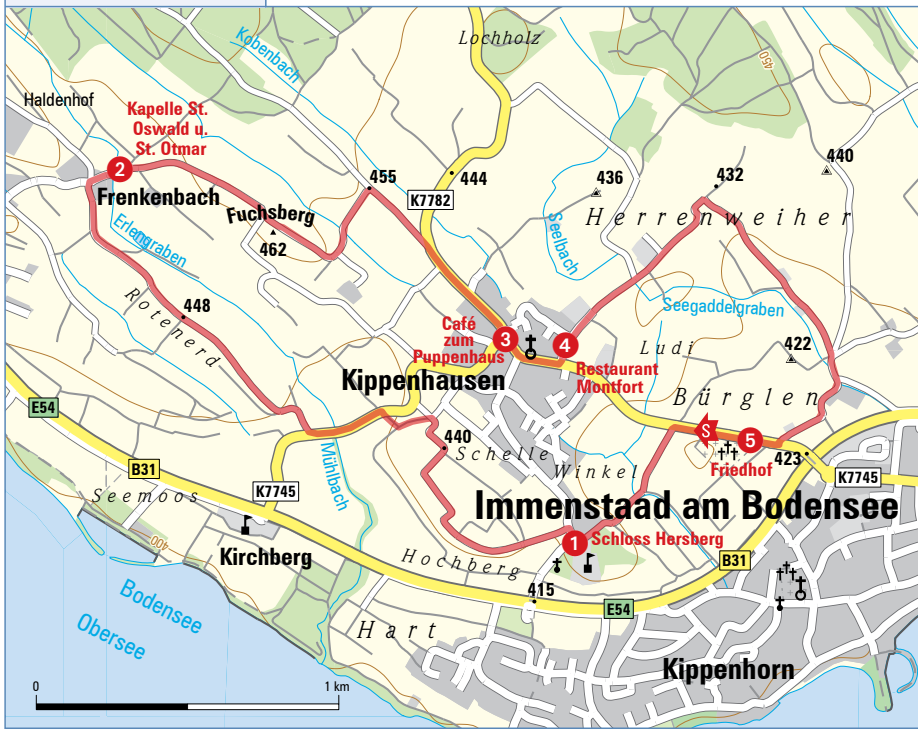 Lochholz
Kobenbach
450
Haldenhof
Kapelle St.
Oswald u.
St. Otmar
2
Frenkenbach
455
444
K7782
436
432
440
Herrenweiher
Fuchsberg
462
Erlengraben
Seelbach
Seegaddelgraben
Rotenerd
448
Café
zum
Puppenhaus
3
4
Restaurant
Montfort
Ludi
422
Kippenhausen
Bürglen
E54
S
5
Friedhof
423
K7745
440
Schelle
Winkel
B31
Mühlbach
K7745
Seemoos
Immenstaad am Bodensee
400
Kirchberg
1
Schloss Hersberg
Hochberg
B31
415
E54
Bodensee
Obersee
Hart
Kippenhorn
0
1 km